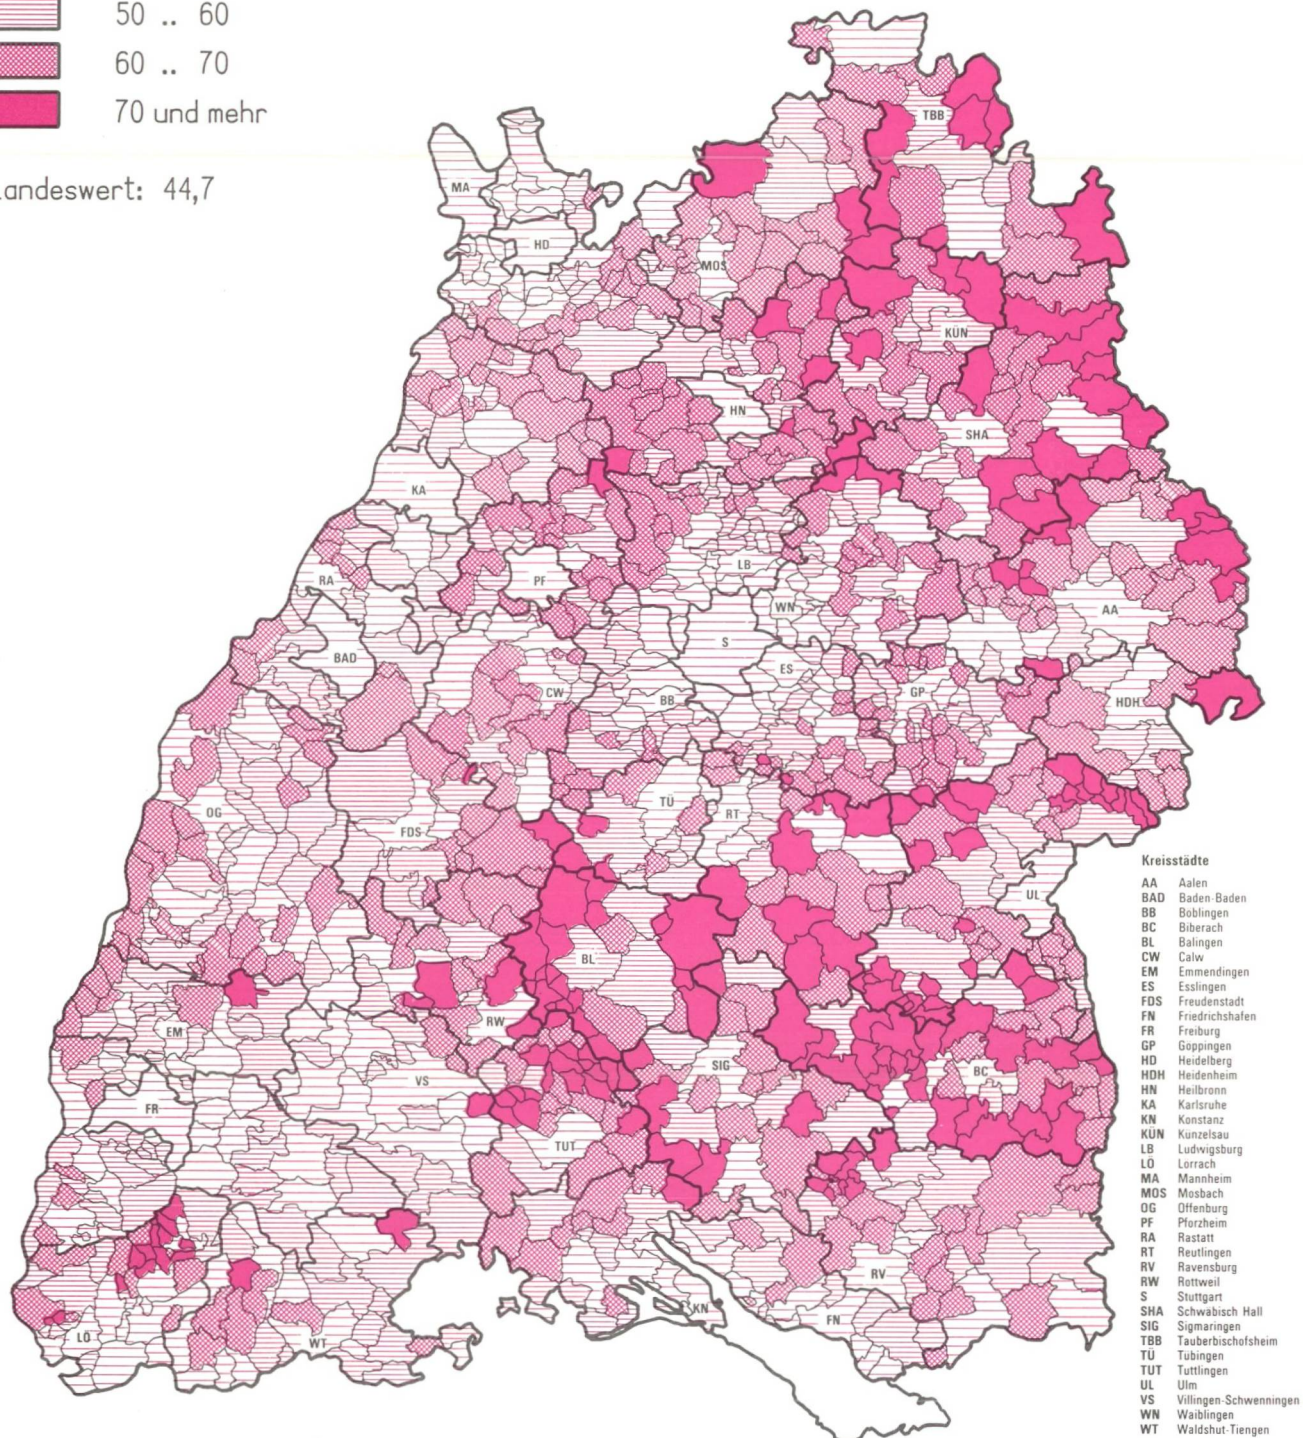 50 .. 60
60 .. 70
70 und mehr
Landeswert: 44,7
TBB
MA
HD
MOS
KÜN
HN
SHA
KA
LB
PF
RA
WN
AA
S
BAD
ES
CW
BB
GP
HDH
TÜ
RT
OG
FDS
UL
BL
RW
EM
SIG
BC
VS
FR
TUT
RV
KN
FN
LÖ
WT
Kreisstädte
AA Aalen
BAD Baden-Baden
BB Boblingen
BC Biberach
BL Balingen
CW Calw
EM Emmendingen
ES Esslingen
FDS Freudenstadt
FN Friedrichshafen
FR Freiburg
GP Goppingen
HD Heidelberg
HDH Heidenheim
HN Heilbronn
KA Karlsruhe
KN Konstanz
KÜN Kunzelsau
LB Ludwigsburg
LÖ Lorrach
MA Mannheim
MOS Mosbach
OG Offenburg
PF Pforzheim
RA Rastatt
RT Reutlingen
RV Ravensburg
RW Rottweil
S Stuttgart
SHA Schwabisch Hall
SIG Sigmaringen
TBB Tauberbischofsheim
TÜ Tübingen
TUT Tuttlingen
UL Ulm
VS Villingen-Schwenningen
WN Waiblingen
WT Waldshut-Tiengen